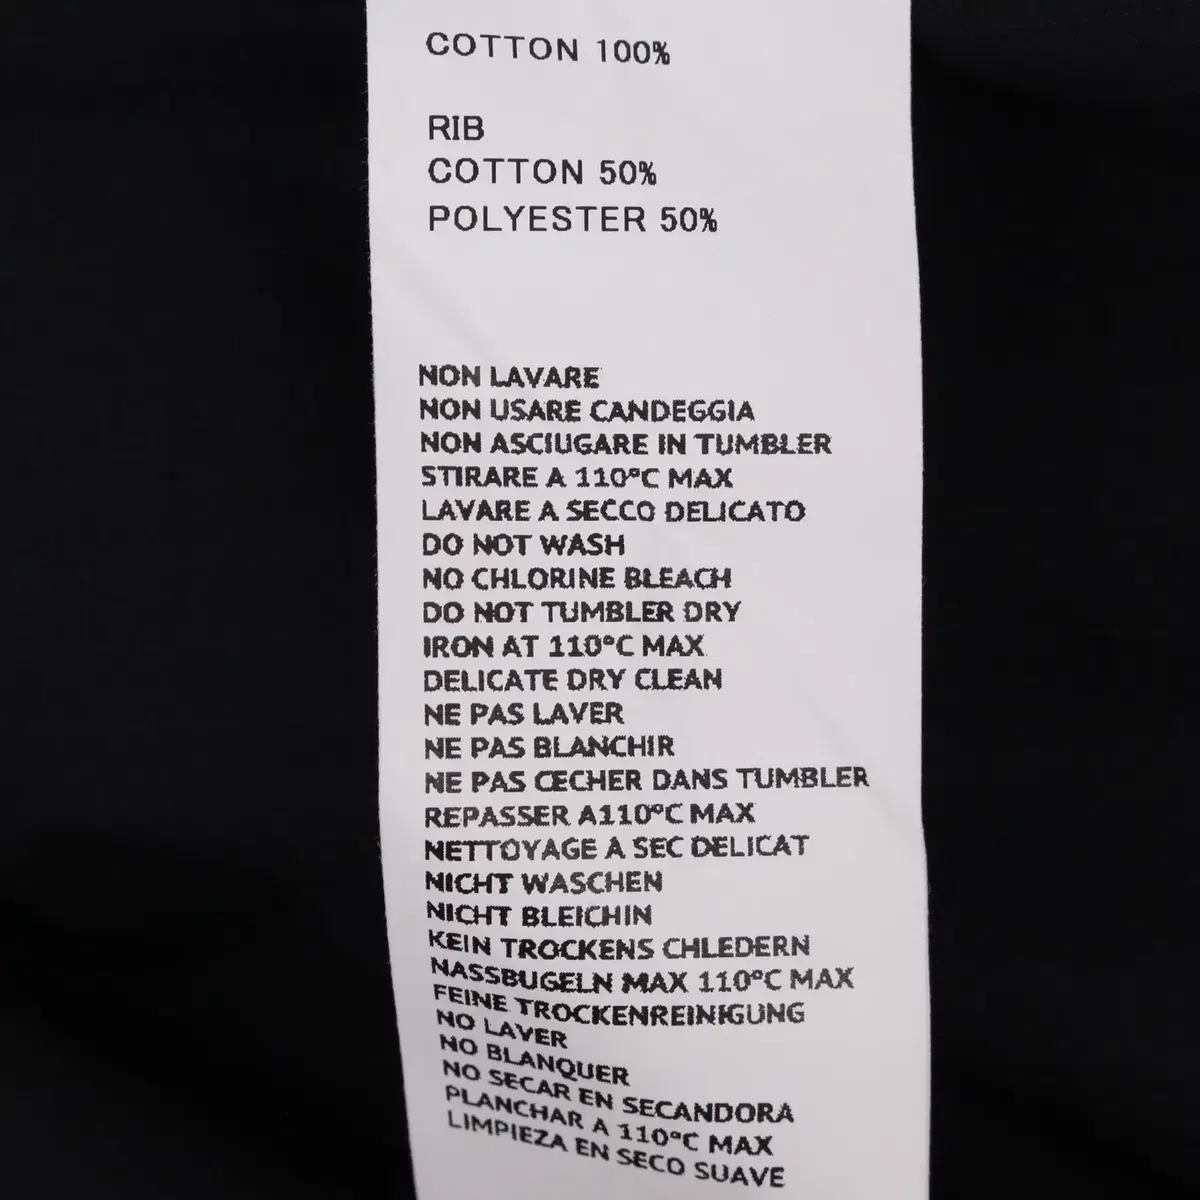 COTTON 100%
RIB
COTTON 50%
POLYESTER 50%
NON LAVARE
NON USARE CANDEGGIA
NON ASCIUGARE IN TUMBLER
STIRARE A 110°C MAX
LAVARE A SECCO DELICATO
DO NOT WASH
NO CHLORINE BLEACH
DO NOT TUMBLER DRY
IRON AT 110°C MAX
DELICATE DRY CLEAN
NE PAS LAVER
NE PAS BLANCHIR
NE PAS CECHER DANS TUMBLER
REPASSER A110°C MAX
NETTOYAGE A SEC DELICAT
NICHT WASCHEN
NICHT BLEICHIN
KEIN TROCKENS CHLEDERN
NASSBUGELN MAX 110°C MAX
FEINE TROCKENREINIGUNG
NO LAVER
NO BLANQUER
NO SECAR EN SECANDORA
PLANCHAR A 110°C MAX
LIMPIEZA EN SECO SUAVE